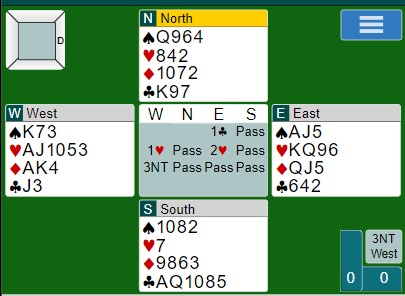 N North
♠Q964
♥842
♦1072
♣K97
D
W West
♠K73
♥AJ1053
♦AK4
♣J3
W N E S
1♣ Pass
1♥ Pass 2♥ Pass
3NT Pass Pass Pass
E East
♠AJ5
♥KQ96
♦QJ5
♣642
S South
♠1082
♥7
♦9863
♣AQ1085
3NT
West
0 0